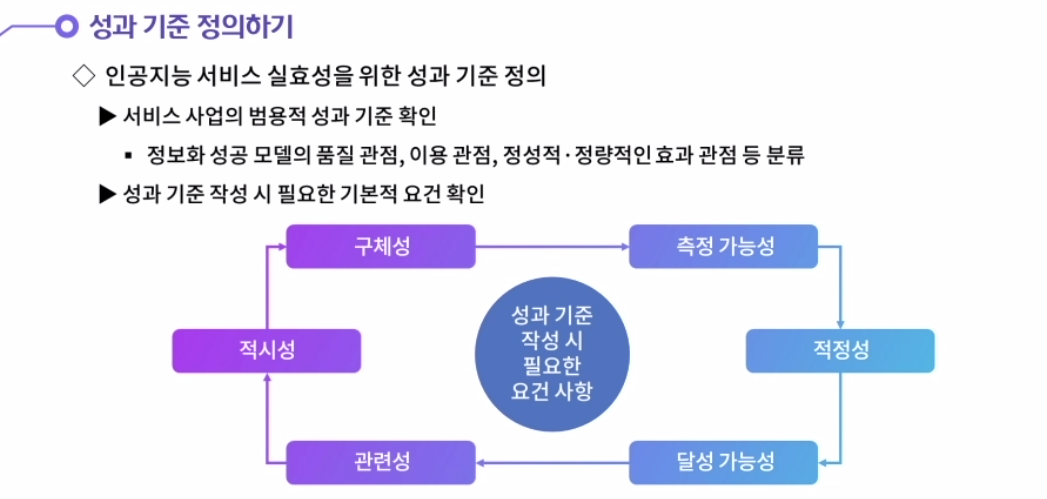 성과 기준 정의하기
◇ 인공지능 서비스 실효성을 위한 성과 기준 정의
▶ 서비스 사업의 범용적 성과 기준 확인
▪ 정보화 성공 모델의 품질 관점, 이용 관점, 정성적·정량적인 효과 관점 등 분류
▶ 성과 기준 작성 시 필요한 기본적 요건 확인
구체성
측정 가능성
적시성
성과 기준
작성 시
필요한
요건 사항
적정성
관련성
달성 가능성